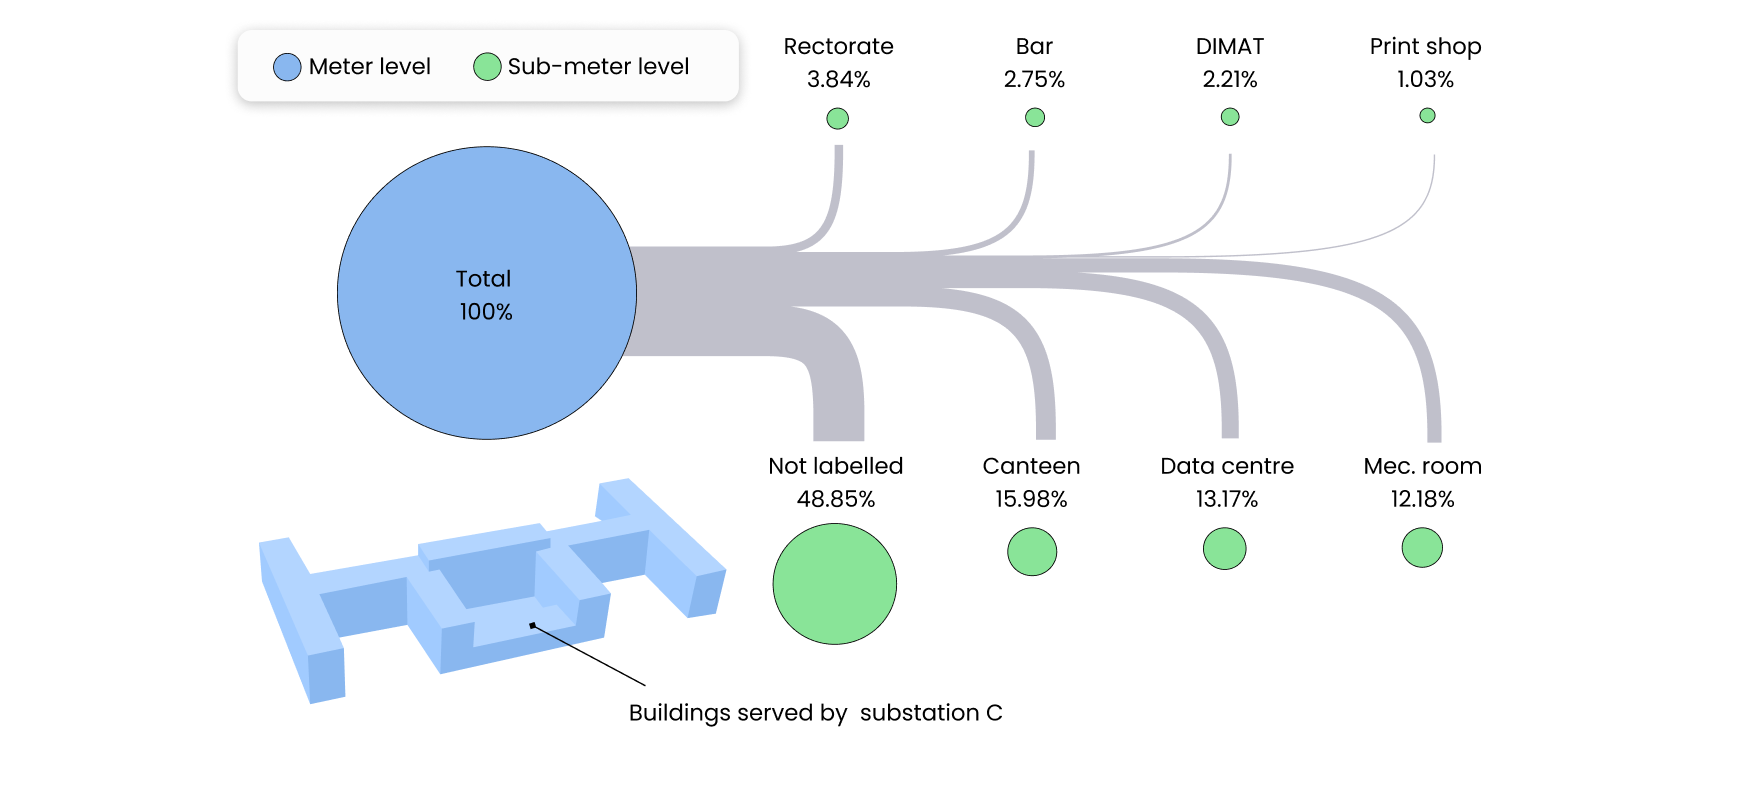 Meter level
Sub-meter level
Rectorate
3.84%
Bar
2.75%
DIMAT
2.21%
Print shop
1.03%
Total
100%
Not labelled
48.85%
Canteen
15.98%
Data centre
13.17%
Mec. room
12.18%
Buildings served by substation C